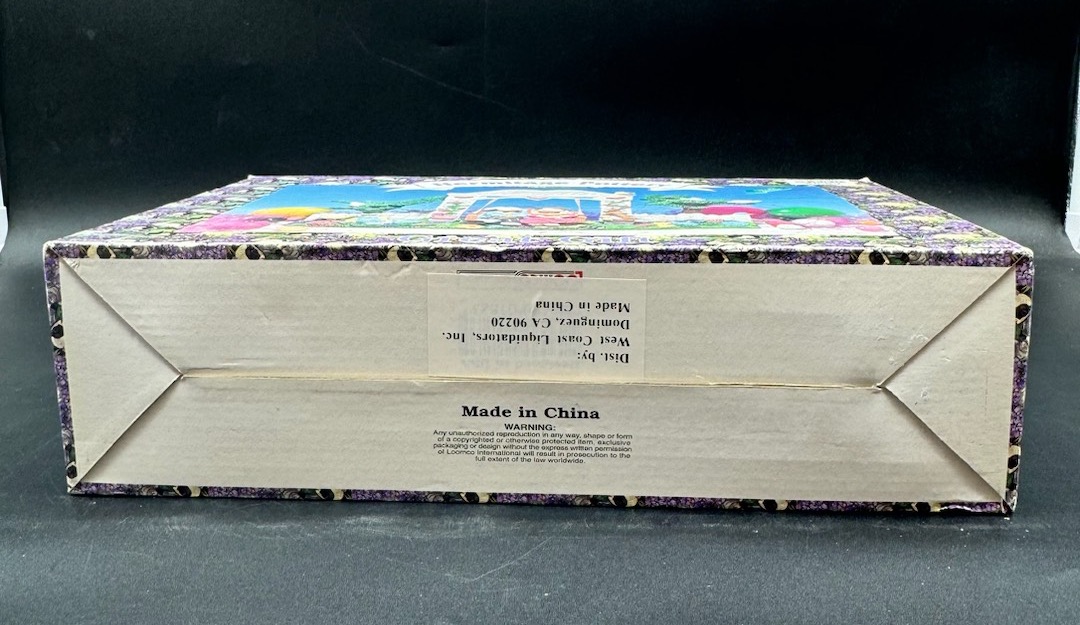 Dist. by:
West Coast Liquidators, Inc.
Dominguez, CA 90220
Made in China
Made in China
WARNING:
Any unauthorized reproduction in any way, shape or form
of a copyrighted or otherwise protected item, exclusive
packaging or design without the express written permission
of Loomco International will result in prosecution to the
full extent of the law worldwide.